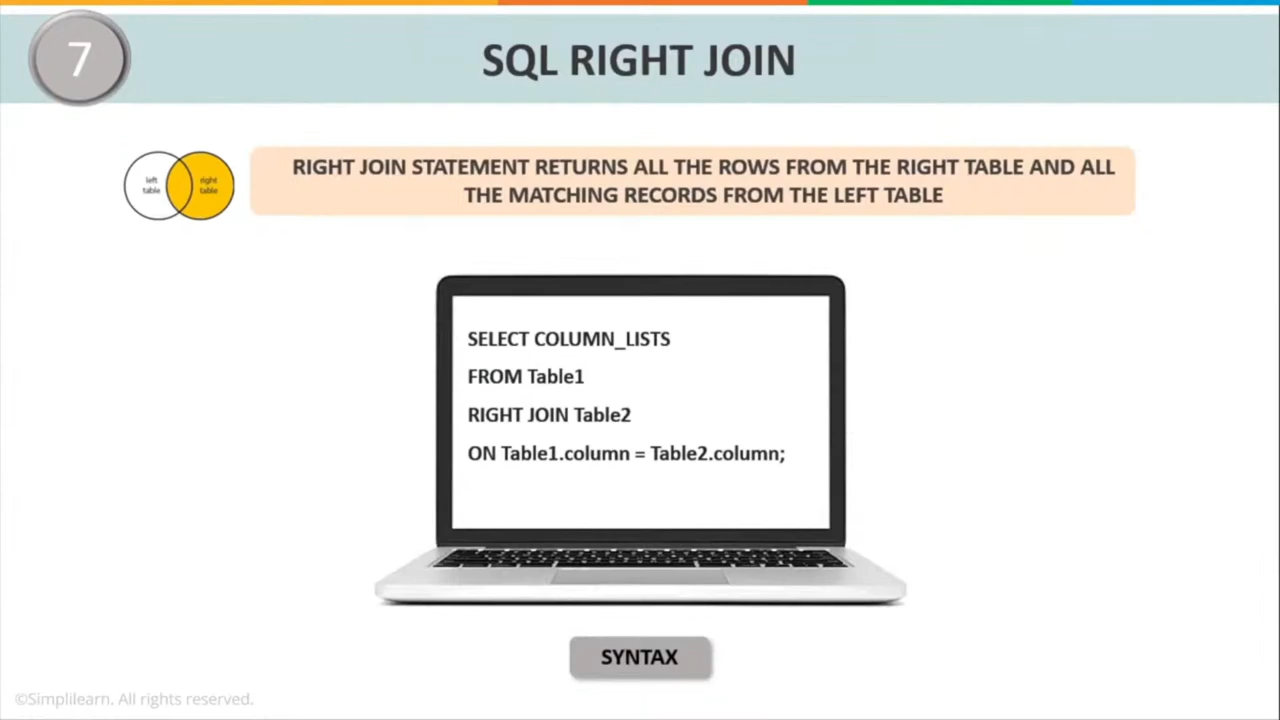 7
SQL RIGHT JOIN
left
table
right
table
RIGHT JOIN STATEMENT RETURNS ALL THE ROWS FROM THE RIGHT TABLE AND ALL
THE MATCHING RECORDS FROM THE LEFT TABLE
SELECT COLUMN_LISTS
FROM Table1
RIGHT JOIN Table2
ON Table1.column = Table2.column;
SYNTAX
©Simplilearn. All rights reserved.